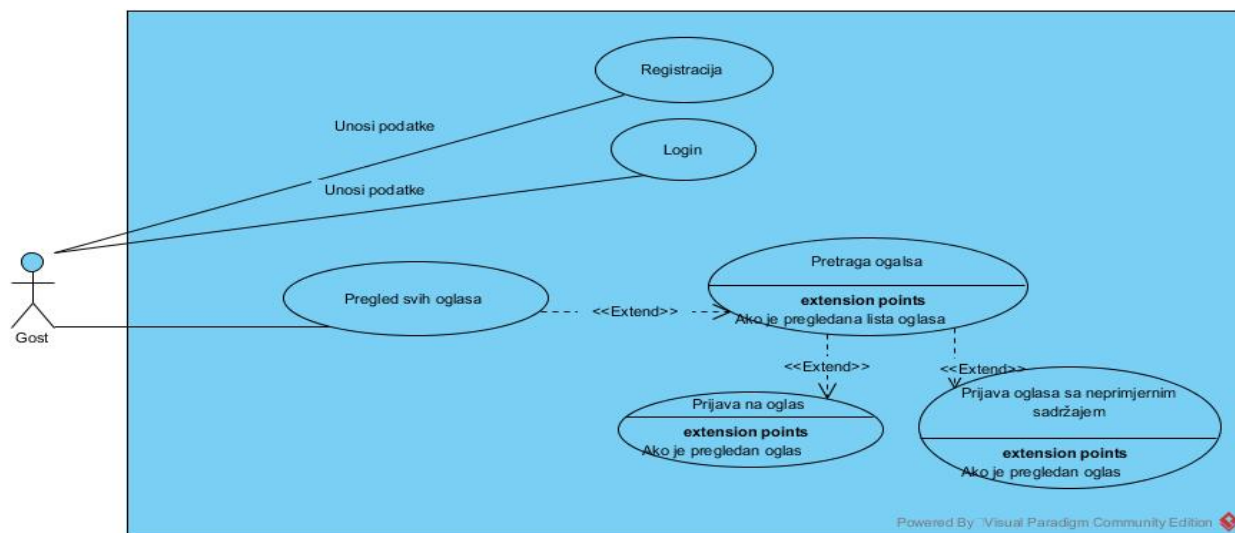 Registracija
Unosi podatke
Login
Unosi podatke
Gost
Pregled svih oglasa
<<Extend>>
Pretraga ogalsa
extension points
Ako je pregledana lista oglasa
<<Extend>>
<<Extend>>
Prijava na oglas
extension points
Ako je pregledan oglas
Prijava oglasa sa neprimjernim
sadržajem
extension points
Ako je pregledan oglas
Powered By Visual Paradigm Community Edition